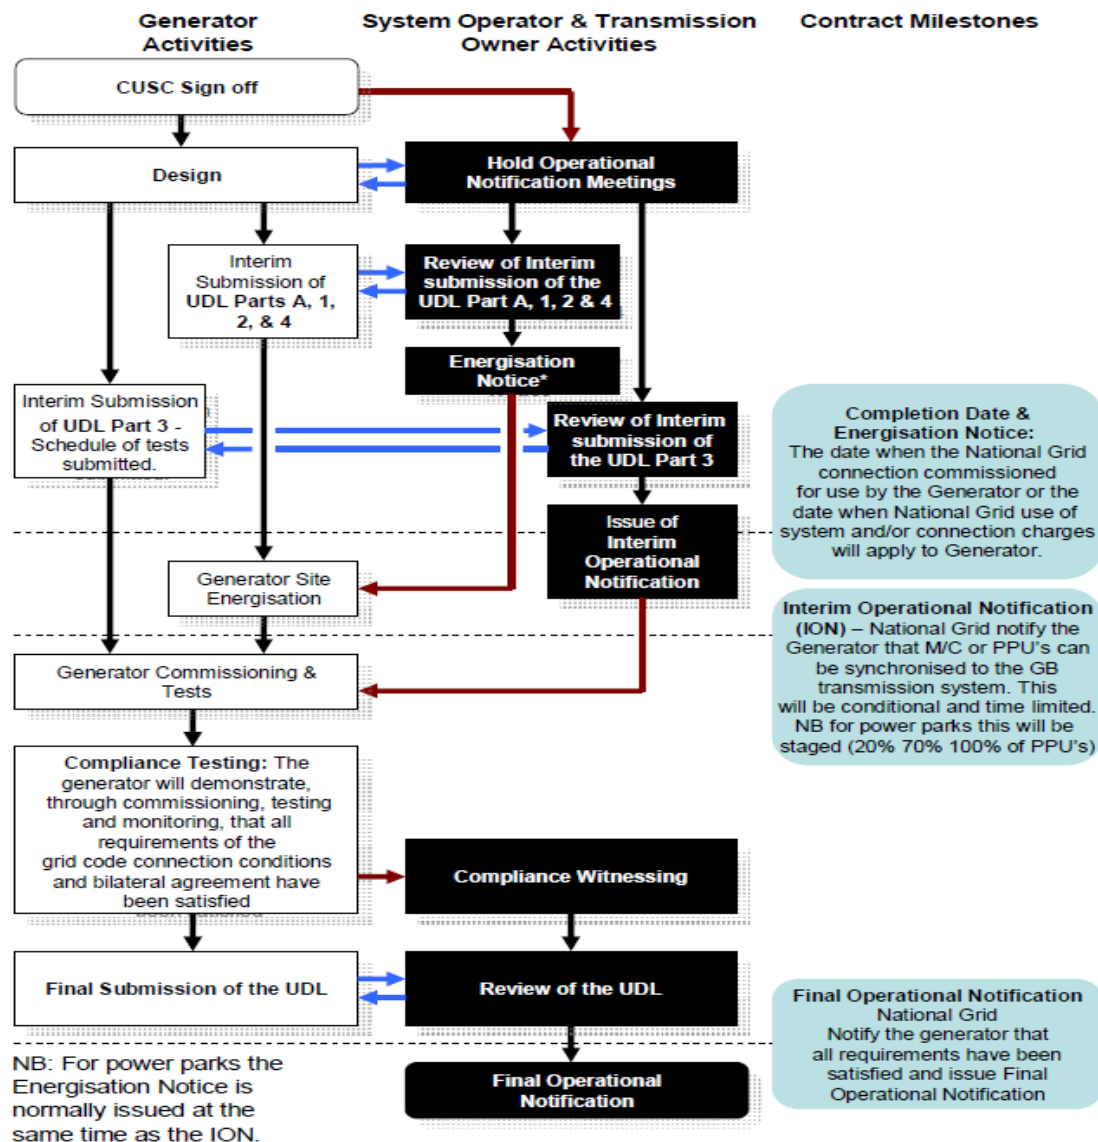 Generator
Activities
System Operator & Transmission
Owner Activities
Contract Milestones
CUSC Sign off
Design
Hold Operational
Notification Meetings
Interim
Submission of
UDL Parts A, 1,
2, & 4
Review of Interim
submission of the
UDL Part A, 1, 2 & 4
Energisation
Notice*
Interim Submission
of UDL Part 3 -
Schedule of tests
submitted.
Review of Interim
submission of
the UDL Part 3
Completion Date &
Energisation Notice:
The date when the National Grid
connection commissioned
for use by the Generator or the
date when National Grid use of
system and/or connection charges
will apply to Generator.
Issue of
Interim
Operational
Notification
Generator Site
Energisation
Interim Operational Notification
(ION) – National Grid notify the
Generator that M/C or PPU's can
be synchronised to the GB
transmission system. This
will be conditional and time limited.
NB for power parks this will be
staged (20% 70% 100% of PPU's)
Generator Commissioning &
Tests
Compliance Testing: The
generator will demonstrate,
through commissioning, testing
and monitoring, that all
requirements of the
grid code connection conditions
and bilateral agreement have
been satisfied
Compliance Witnessing
Final Submission of the UDL
Review of the UDL
Final Operational Notification
National Grid
Notify the generator that
all requirements have been
satisfied and issue Final
Operational Notification
NB: For power parks the
Energisation Notice is
normally issued at the
same time as the ION.
Final Operational
Notification